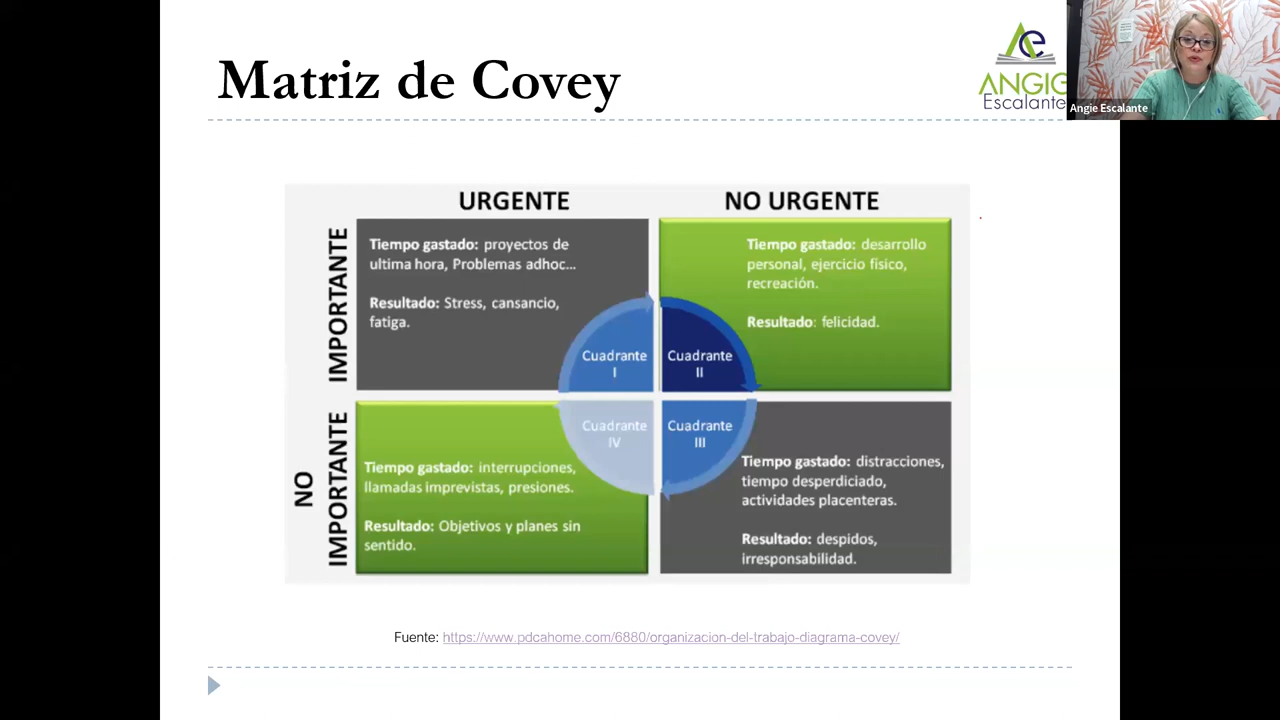 Matriz de Covey
Ae
ANGIE
Escalante
Angie Escalante
URGENTE
NO URGENTE
IMPORTANTE
Tiempo gastado: proyectos de
ultima hora, Problemas adhoc...
Resultado: Stress, cansancio,
fatiga.
Tiempo gastado: desarrollo
personal, ejercicio físico,
recreación.
Resultado: felicidad.
Cuadrante
I
Cuadrante
II
NO
IMPORTANTE
Cuadrante
IV
Cuadrante
III
Tiempo gastado: interrupciones,
llamadas imprevistas, presiones.
Resultado: Objetivos y planes sin
sentido.
Tiempo gastado: distracciones,
tiempo desperdiciado,
actividades placenteras.
Resultado: despidos,
irresponsabilidad.
Fuente: https://www.pdcahome.com/6880/organizacion-del-trabajo-diagrama-covey/